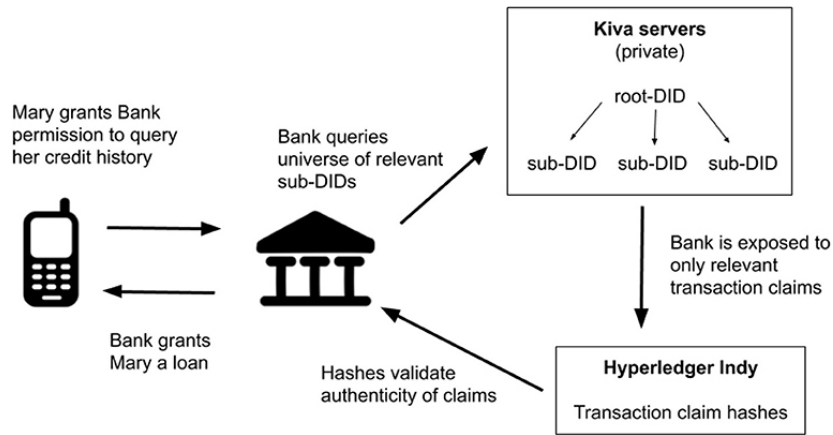 Mary grants Bank
permission to query
her credit history
Bank queries
universe of relevant
sub-DIDs
Kiva servers
(private)
root-DID
sub-DID sub-DID sub-DID
Bank is exposed to
only relevant
transaction claims
Hyperledger Indy
Transaction claim hashes
Hashes validate
authenticity of claims
Bank grants
Mary a loan